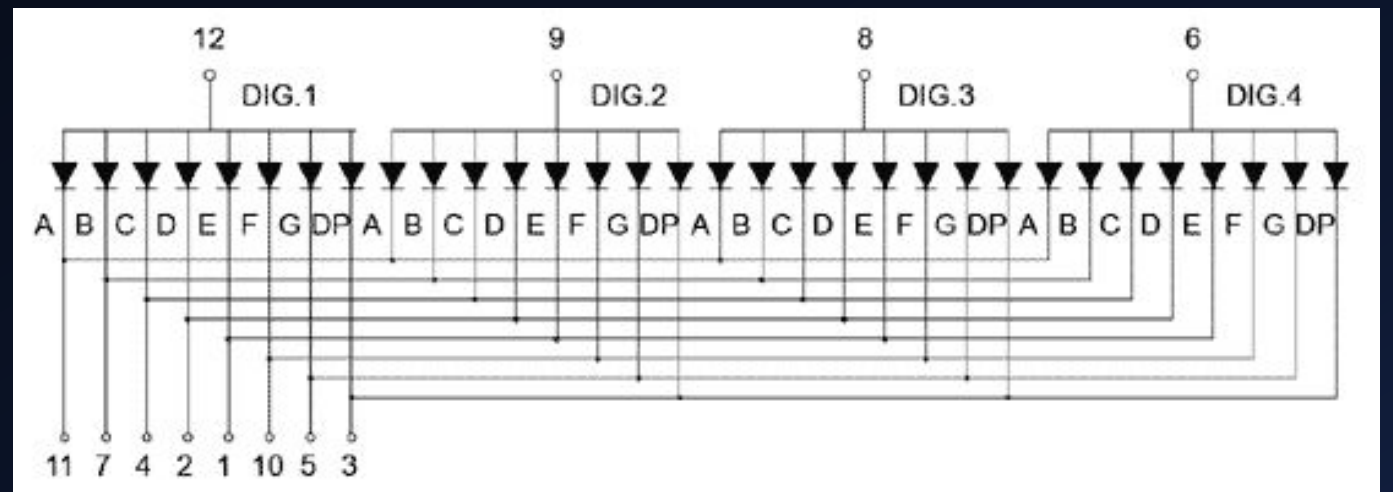 12 9 8 6
DIG.1 DIG.2 DIG.3 DIG.4
A B C D E F G DP A B C D E F G DP A B C D E F G DP A B C D E F G DP
11 7 4 2 1 10 5 3